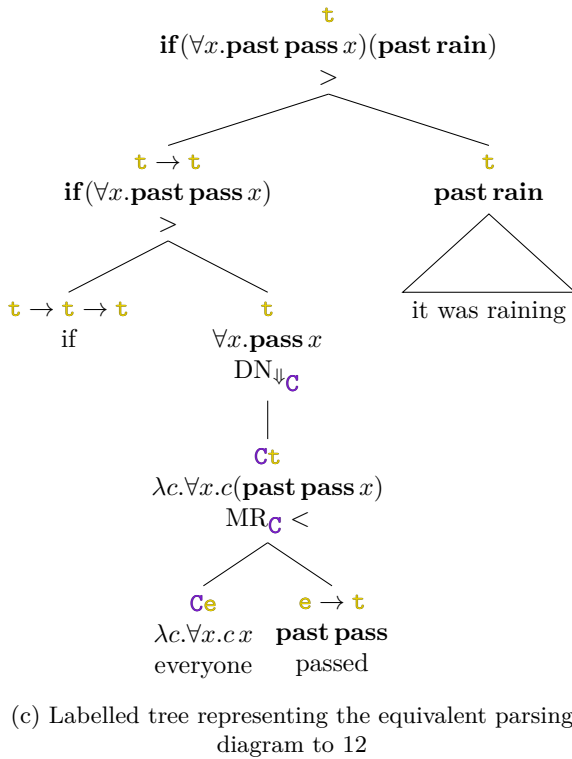 t
if(∀x.past pass x)(past rain)
>
t → t
t
if(∀x.past pass x)
past rain
>
t → t → t
t
it was raining
if
∀x.pass x
DN⇓C
Ct
λc.∀x.c(past pass x)
MRC <
Ce
e → t
λc.∀x.c x
past pass
everyone
passed
(c) Labelled tree representing the equivalent parsing
diagram to 12